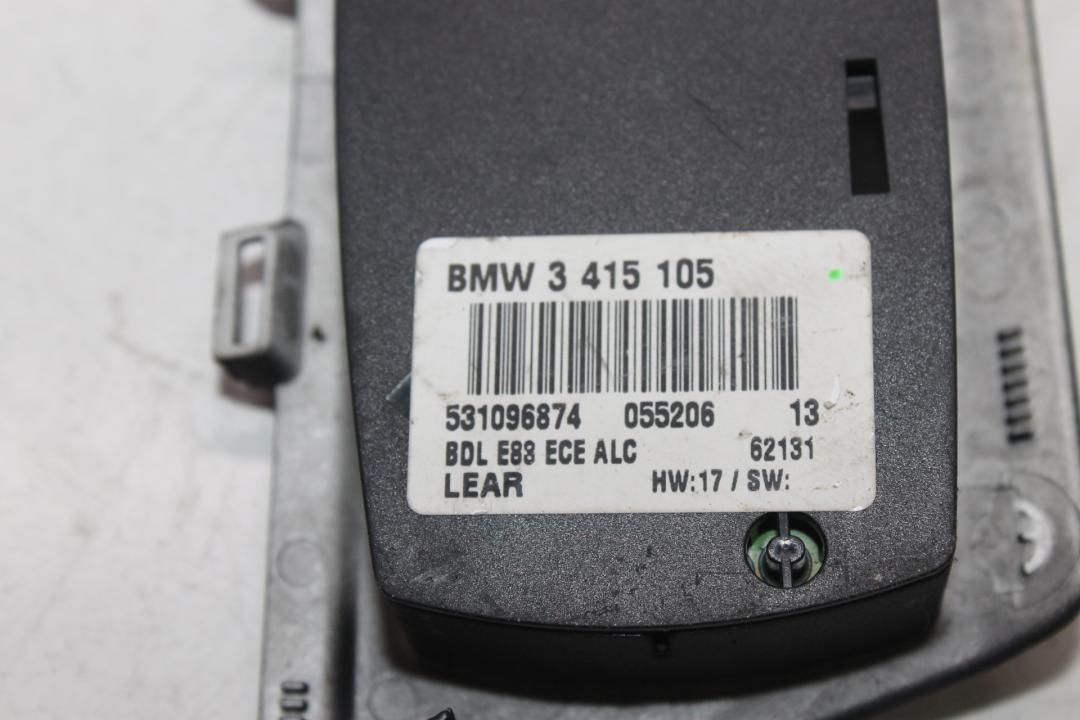 BMW 3 415 105
531096874 055206 13
BDL E83 ECE ALC 62131
LEAR HW:17 / SW: